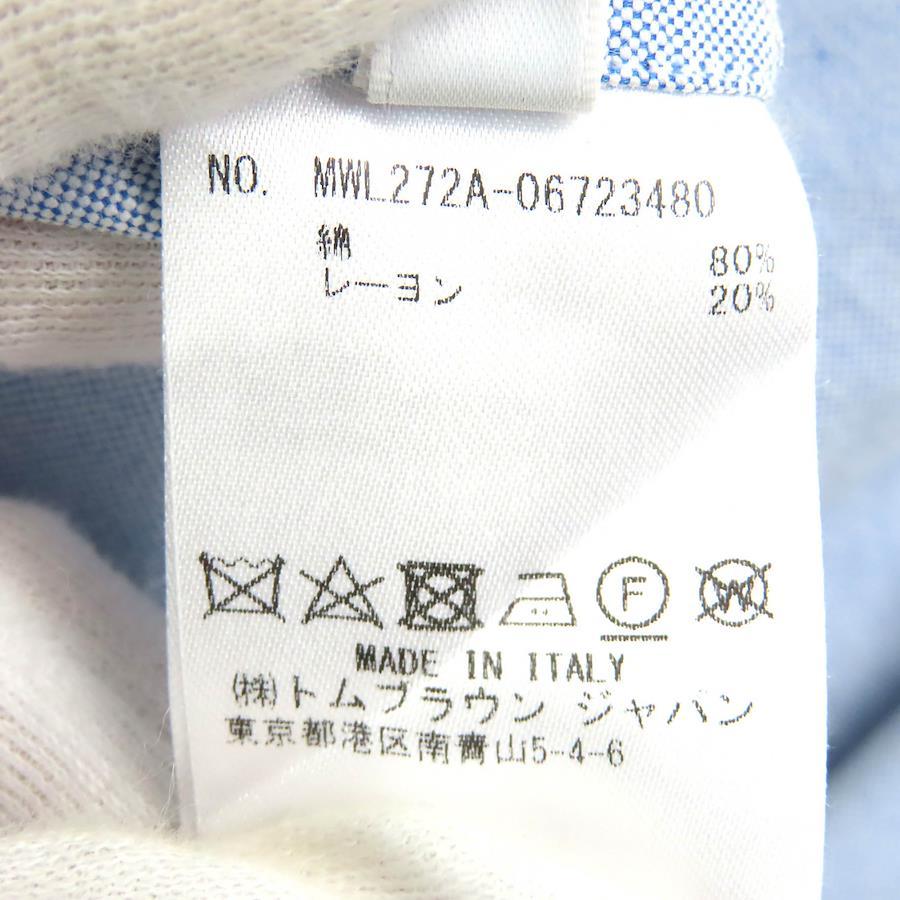 NO. MWL272A-06723480
綿 80%
レーヨン 20%
F W
MADE IN ITALY
㈱トムブラウン ジャパン
東京都港区南青山5-4-6